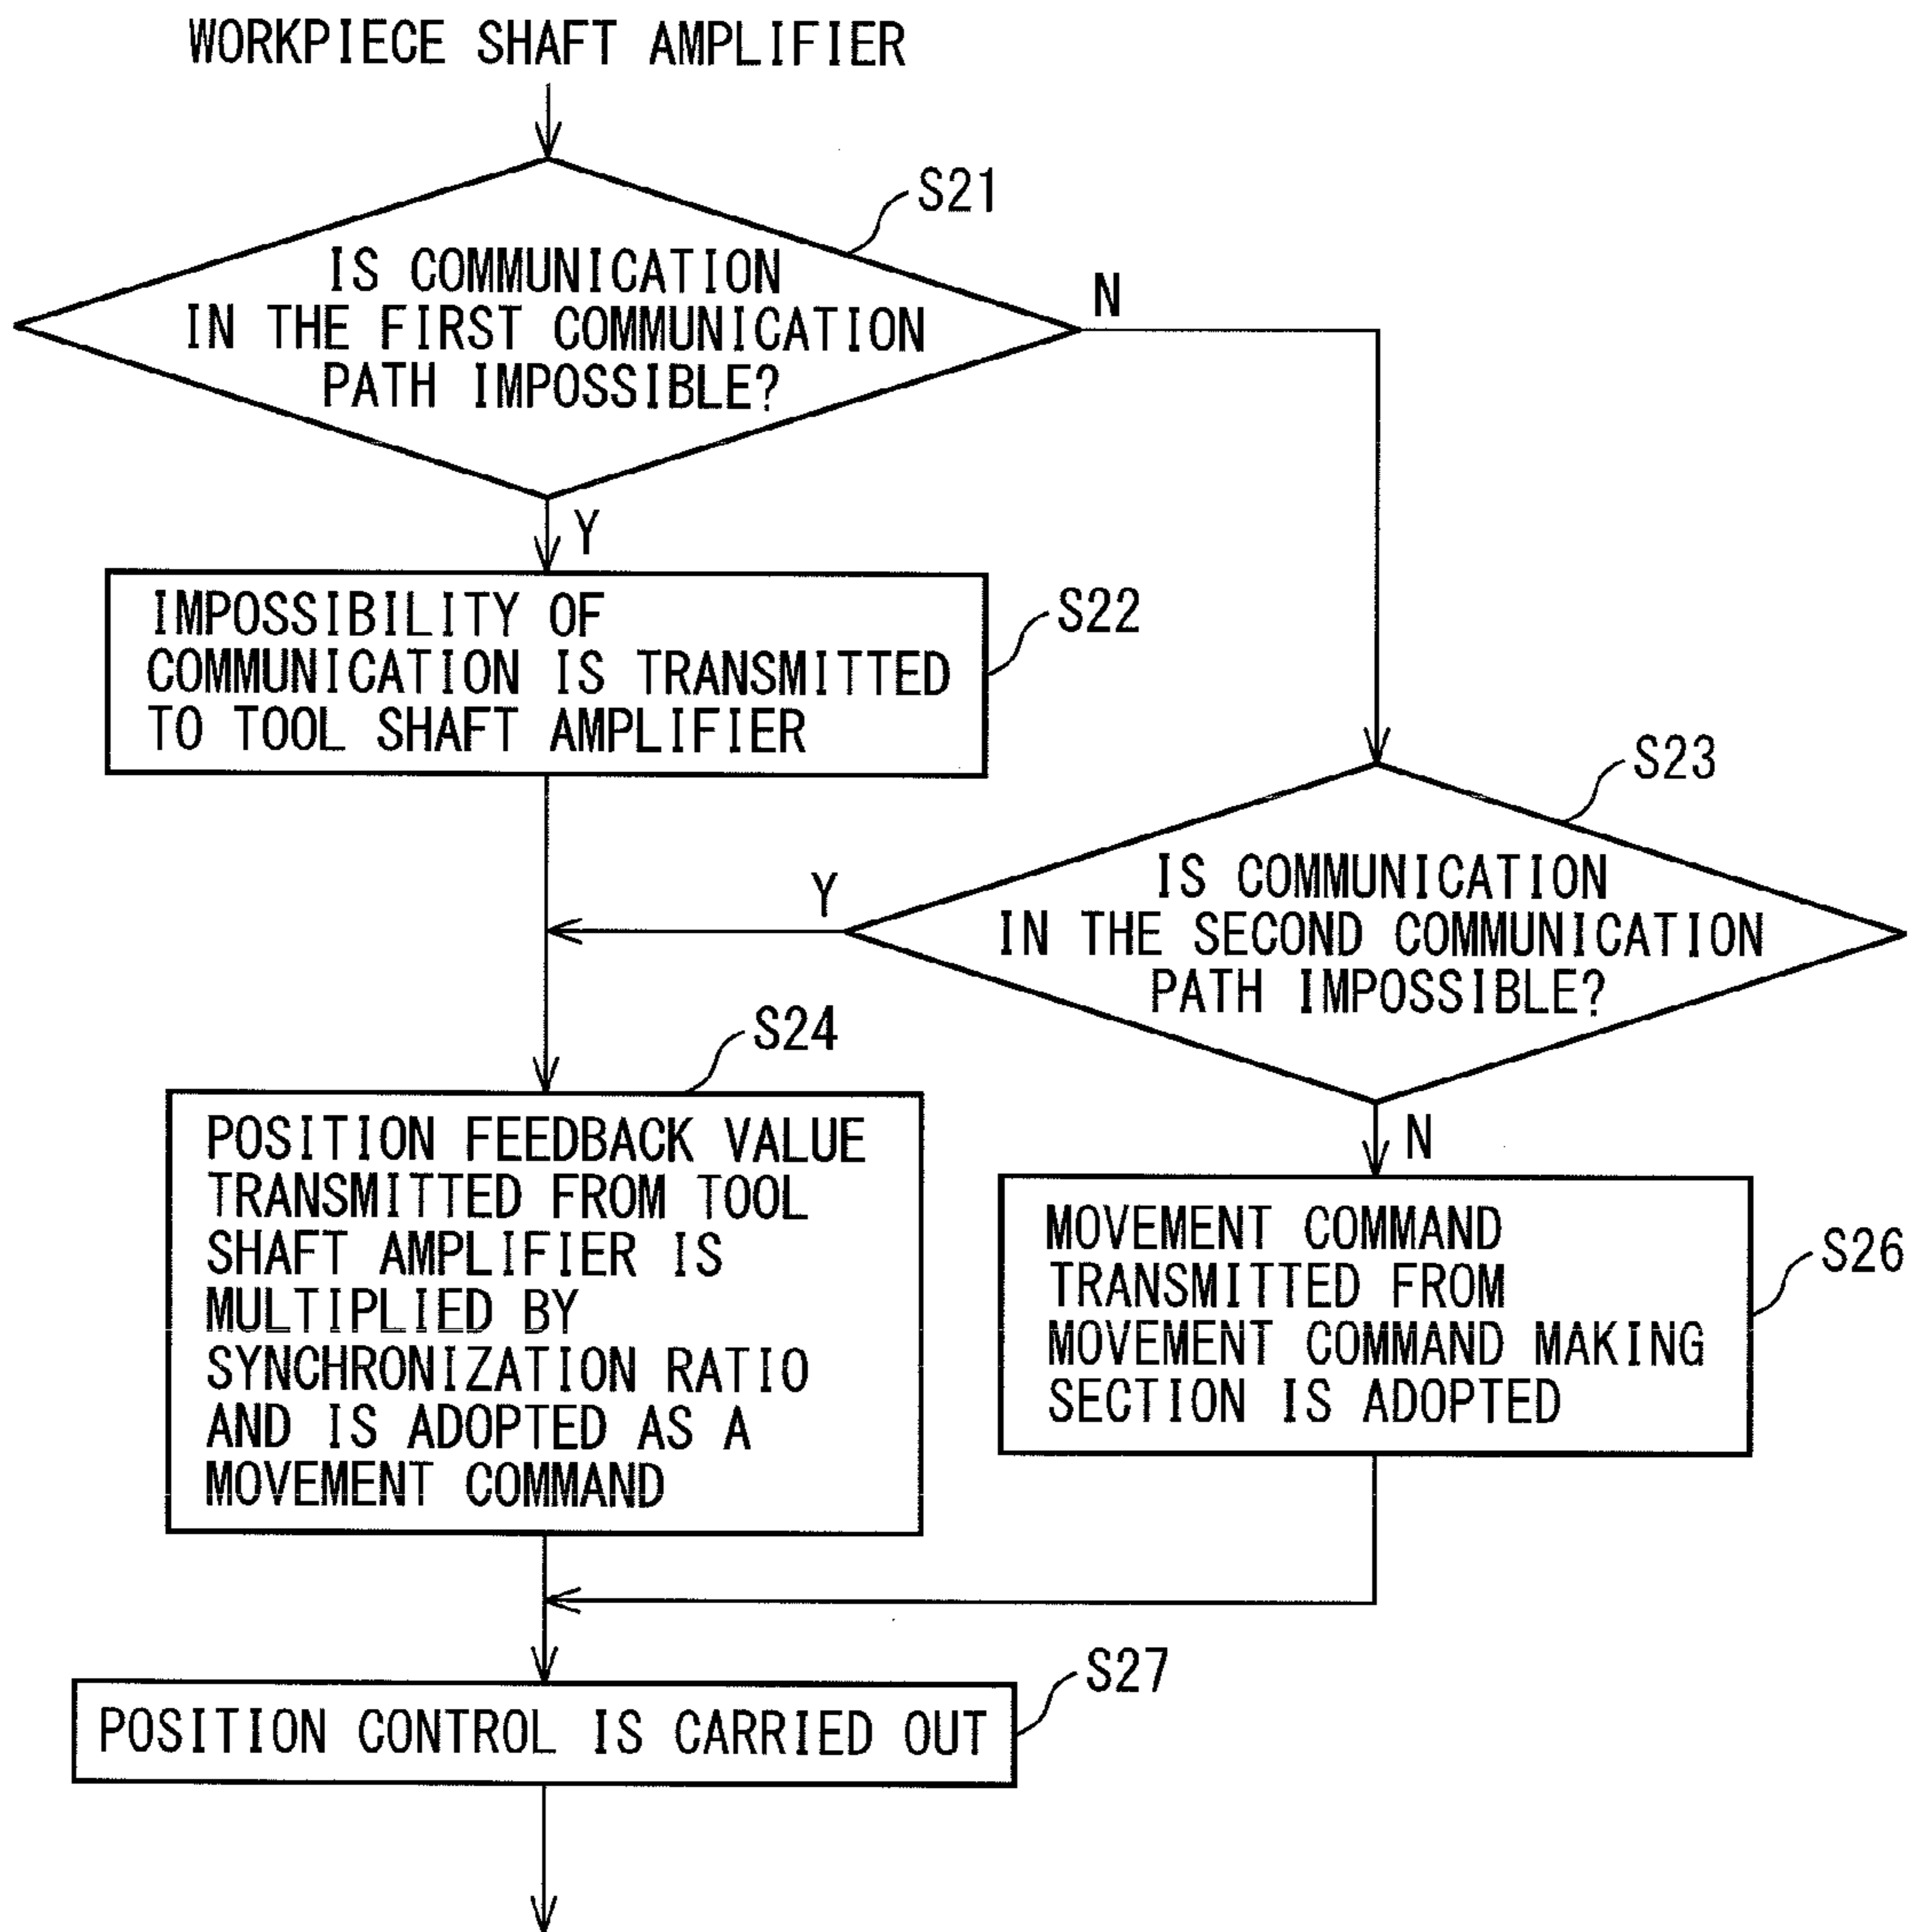 WORKPIECE SHAFT AMPLIFIER
S21
IS COMMUNICATION
IN THE FIRST COMMUNICATION
PATH IMPOSSIBLE?
N
Y
IMPOSSIBILITY OF
COMMUNICATION IS TRANSMITTED
TO TOOL SHAFT AMPLIFIER
S22
S23
IS COMMUNICATION
IN THE SECOND COMMUNICATION
PATH IMPOSSIBLE?
Y
N
S24
POSITION FEEDBACK VALUE
TRANSMITTED FROM TOOL
SHAFT AMPLIFIER IS
MULTIPLIED BY
SYNCHRONIZATION RATIO
AND IS ADOPTED AS A
MOVEMENT COMMAND
MOVEMENT COMMAND
TRANSMITTED FROM
MOVEMENT COMMAND MAKING
SECTION IS ADOPTED
S26
S27
POSITION CONTROL IS CARRIED OUT